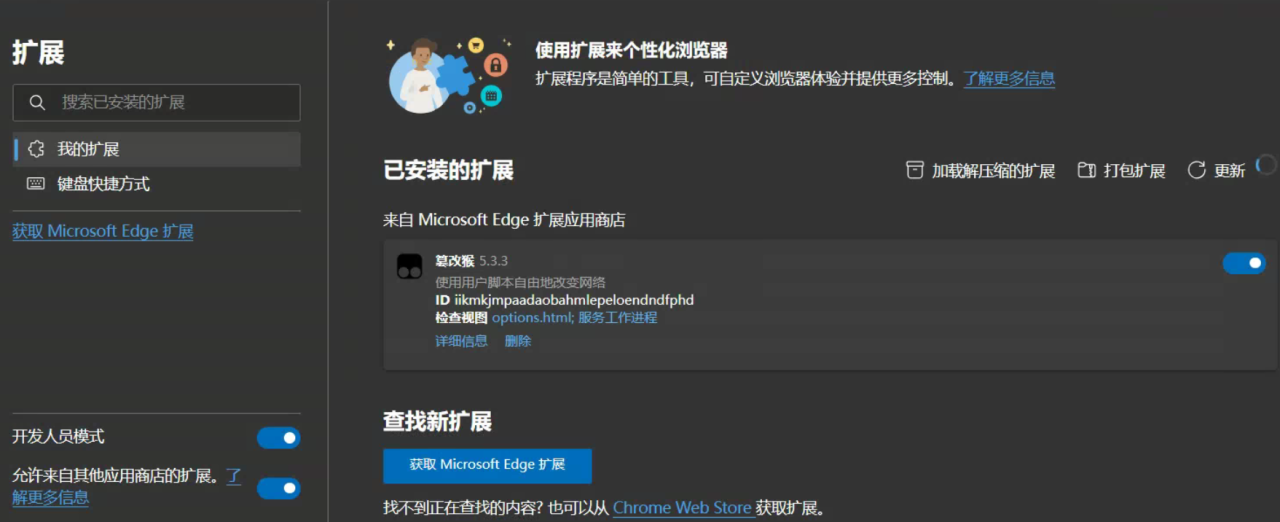 扩展
搜索已安装的扩展
我的扩展
键盘快捷方式
获取 Microsoft Edge 扩展
开发人员模式
允许来自其他应用商店的扩展。了
解更多信息
使用扩展来个性化浏览器
扩展程序是简单的工具，可自定义浏览器体验并提供更多控制。了解更多信息
已安装的扩展
加载解压缩的扩展
打包扩展
更新
来自 Microsoft Edge 扩展应用商店
篡改猴 5.3.3
使用用户脚本自由地改变网络
ID iikmkjmpaadaobahmlepeloendndfphd
检查视图 options.html; 服务工作进程
详细信息 删除
查找新扩展
获取 Microsoft Edge 扩展
找不到正在查找的内容? 也可以从 Chrome Web Store 获取扩展。